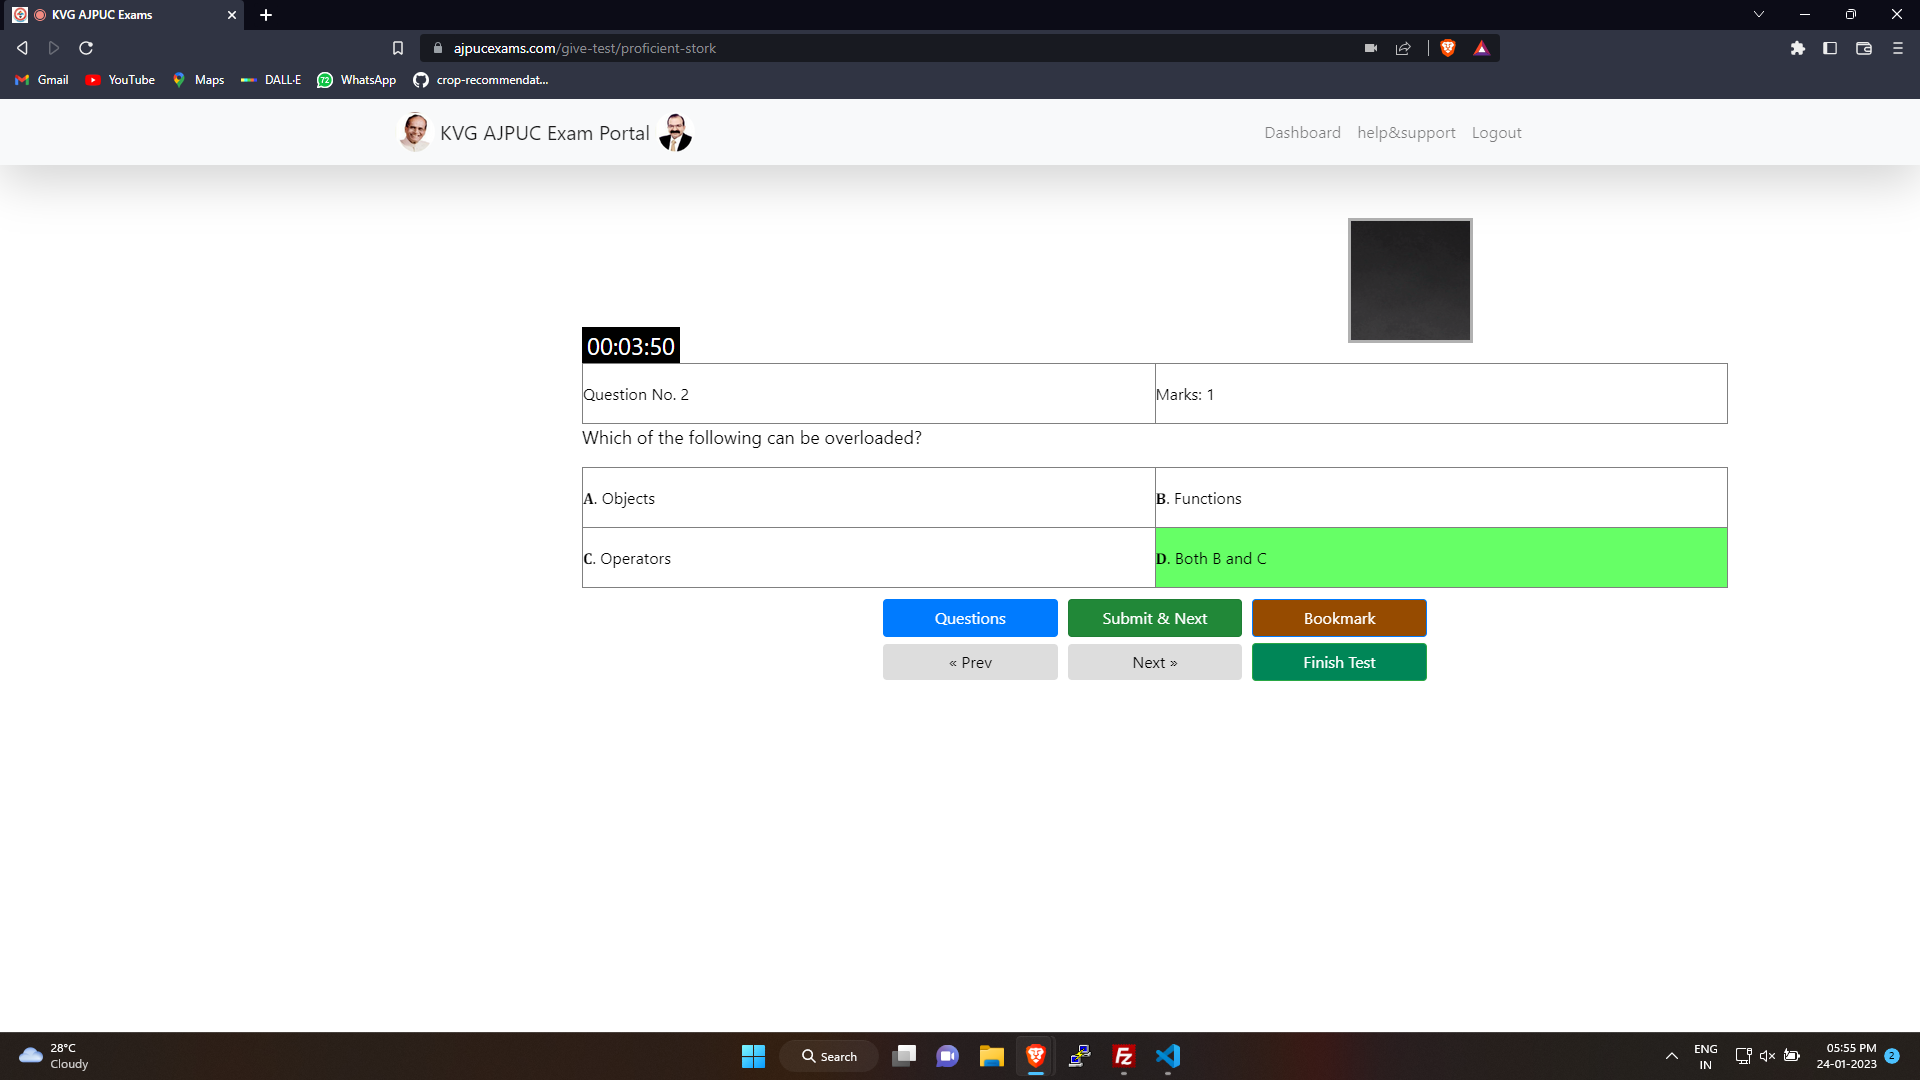 KVG AJPUC Exams
ajpucexams.com/give-test/proficient-stork
Gmail YouTube Maps DALL·E 72 WhatsApp crop-recommendat...
KVG AJPUC Exam Portal
Dashboard help&support Logout
00:03:50
Question No. 2 Marks: 1
Which of the following can be overloaded?
A. Objects B. Functions
C. Operators D. Both B and C
Questions Submit & Next Bookmark
« Prev Next » Finish Test
28°C
Cloudy
Search
FZ
ENG
IN
05:55 PM
24-01-2023
2